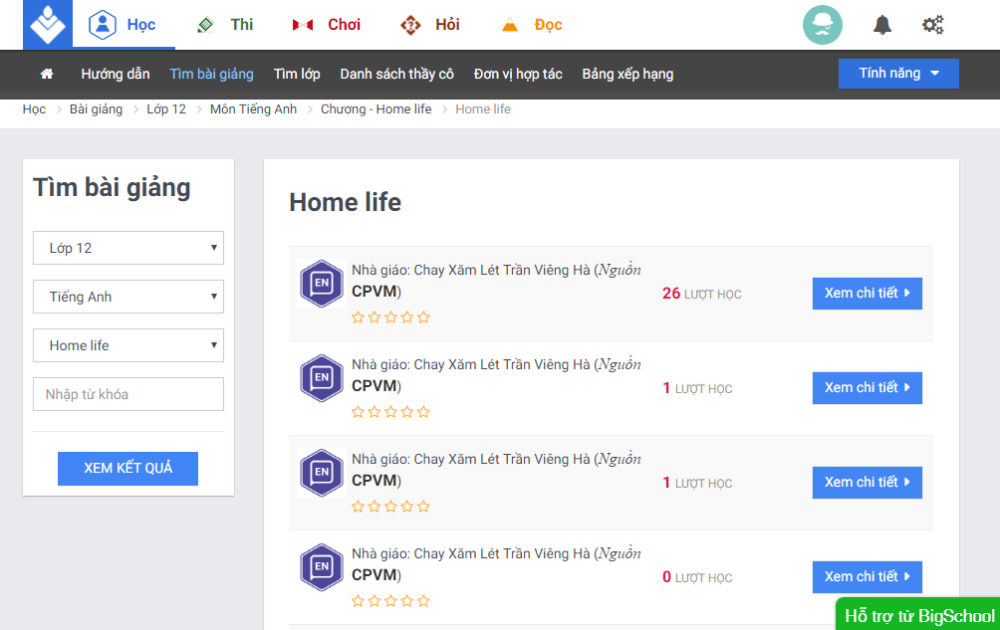 Học Thi Chơi Hỏi Đọc
Hướng dẫn Tìm bài giảng Tìm lớp Danh sách thầy cô Đơn vị hợp tác Bảng xếp hạng Tính năng
Học > Bài giảng > Lớp 12 > Môn Tiếng Anh > Chương - Home life > Home life
Tìm bài giảng
Lớp 12
Tiếng Anh
Home life
Nhập từ khóa
XEM KẾT QUẢ
Home life
EN
Nhà giáo: Chay Xăm Lét Trần Viêng Hà (Nguồn
CPVM)
26 LƯỢT HỌC
Xem chi tiết
EN
Nhà giáo: Chay Xăm Lét Trần Viêng Hà (Nguồn
CPVM)
1 LƯỢT HỌC
Xem chi tiết
EN
Nhà giáo: Chay Xăm Lét Trần Viêng Hà (Nguồn
CPVM)
1 LƯỢT HỌC
Xem chi tiết
EN
Nhà giáo: Chay Xăm Lét Trần Viêng Hà (Nguồn
CPVM)
0 LƯỢT HỌC
Xem chi tiết
Hỗ trợ từ BigSchool